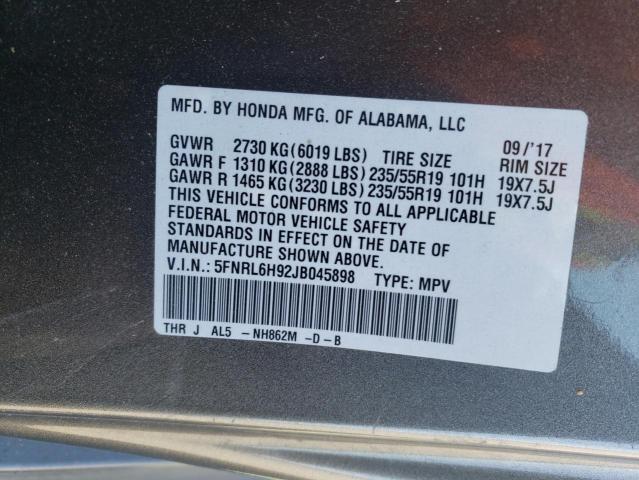 MFD. BY HONDA MFG. OF ALABAMA, LLC
GVWR 2730 KG(6019 LBS) TIRE SIZE 09/'17 RIM SIZE
GAWR F 1310 KG(2888 LBS) 235/55R19 101H 19X7.5J
GAWR R 1465 KG(3230 LBS) 235/55R19 101H 19X7.5J
THIS VEHICLE CONFORMS TO ALL APPLICABLE
FEDERAL MOTOR VEHICLE SAFETY
STANDARDS IN EFFECT ON THE DATE OF
MANUFACTURE SHOWN ABOVE.
V.I.N.: 5FNRL6H92JB045898 TYPE: MPV
THR J AL5 -NH862M -D-B